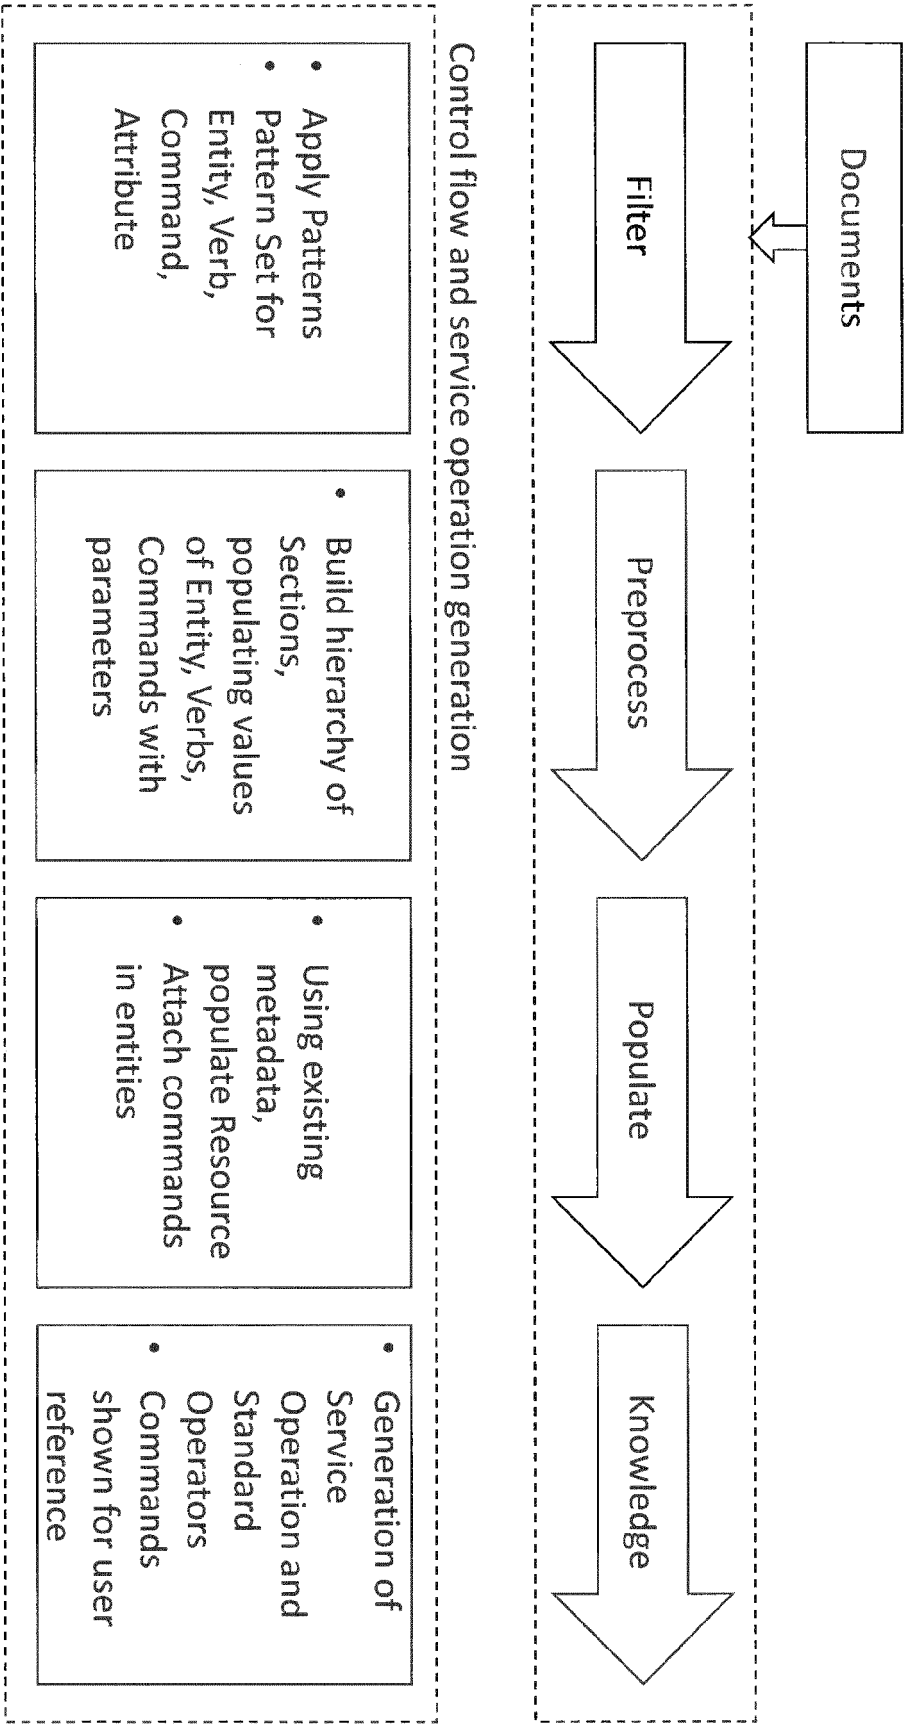 Documents
Filter
Preprocess
Populate
Knowledge
Control flow and service operation generation
• Apply Patterns
• Pattern Set for
Entity, Verb,
Command,
Attribute
• Build hierarchy of
Sections,
populating values
of Entity, Verbs,
Commands with
parameters
• Using existing
metadata,
populate Resource
• Attach commands
in entities
• Generation of
Service
Operation and
Standard
Operators
• Commands
shown for user
reference